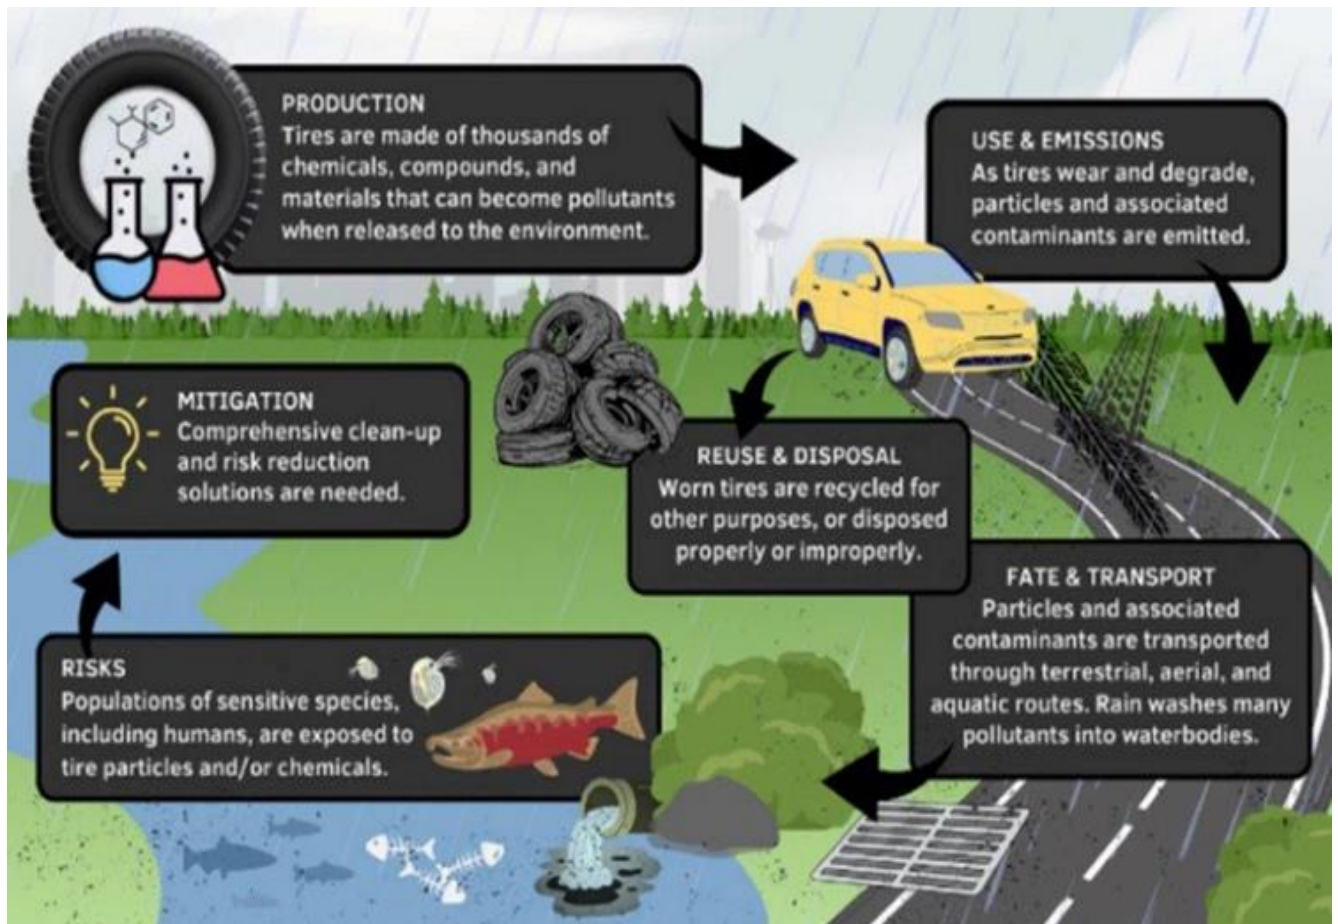 PRODUCTION
Tires are made of thousands of
chemicals, compounds, and
materials that can become pollutants
when released to the environment.
USE & EMISSIONS
As tires wear and degrade,
particles and associated
contaminants are emitted.
MITIGATION
Comprehensive clean-up
and risk reduction
solutions are needed.
REUSE & DISPOSAL
Worn tires are recycled for
other purposes, or disposed
properly or improperly.
FATE & TRANSPORT
Particles and associated
contaminants are transported
through terrestrial, aerial, and
aquatic routes. Rain washes many
pollutants into waterbodies.
RISKS
Populations of sensitive species,
including humans, are exposed to
tire particles and/or chemicals.